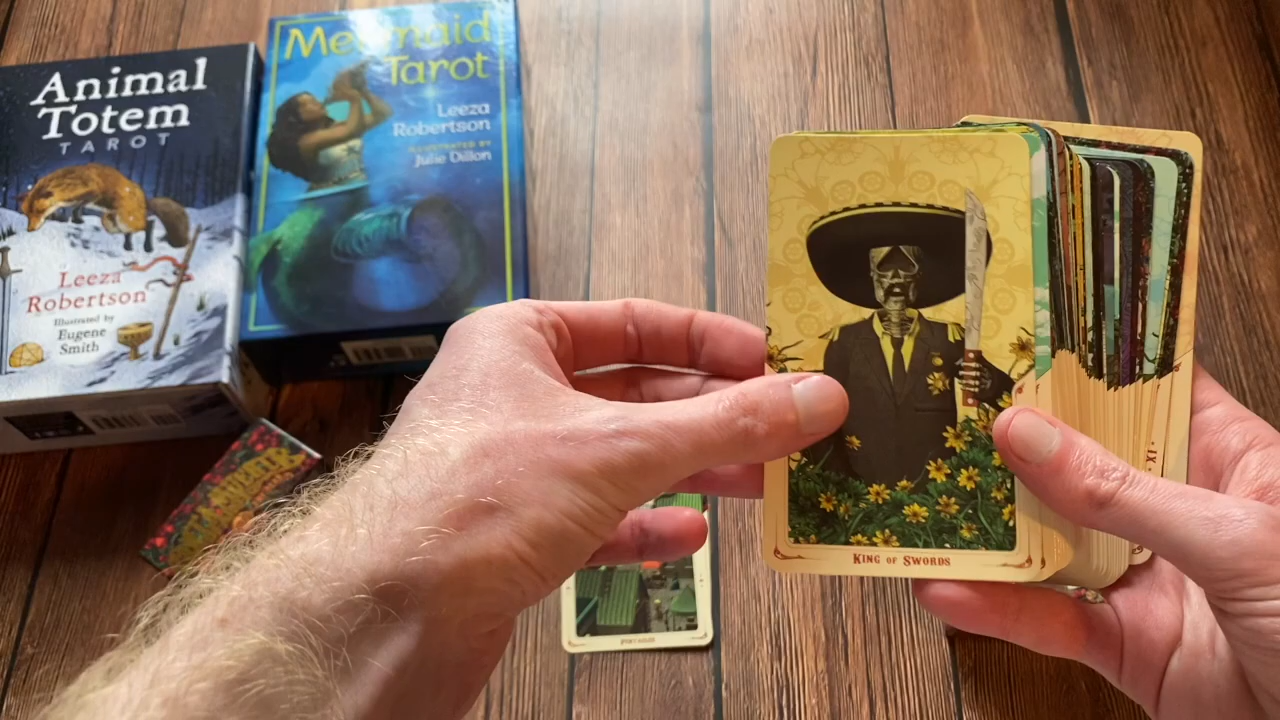 Animal
Totem
TAROT
Leeza
Robertson
Illustrated by
Eugene
Smith
Mermaid
Tarot
Leeza
Robertson
ILLUSTRATED BY
Julie Dillon
KING OF SWORDS
XI